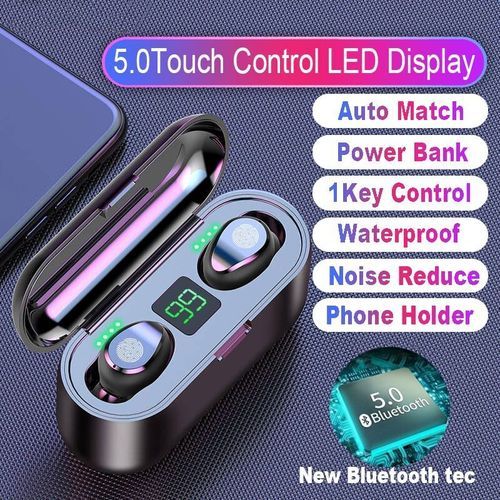 5.0Touch Control LED Display
Auto Match
Power Bank
1Key Control
Waterproof
Noise Reduce
Phone Holder
99
5.0
Bluetooth
New Bluetooth tec